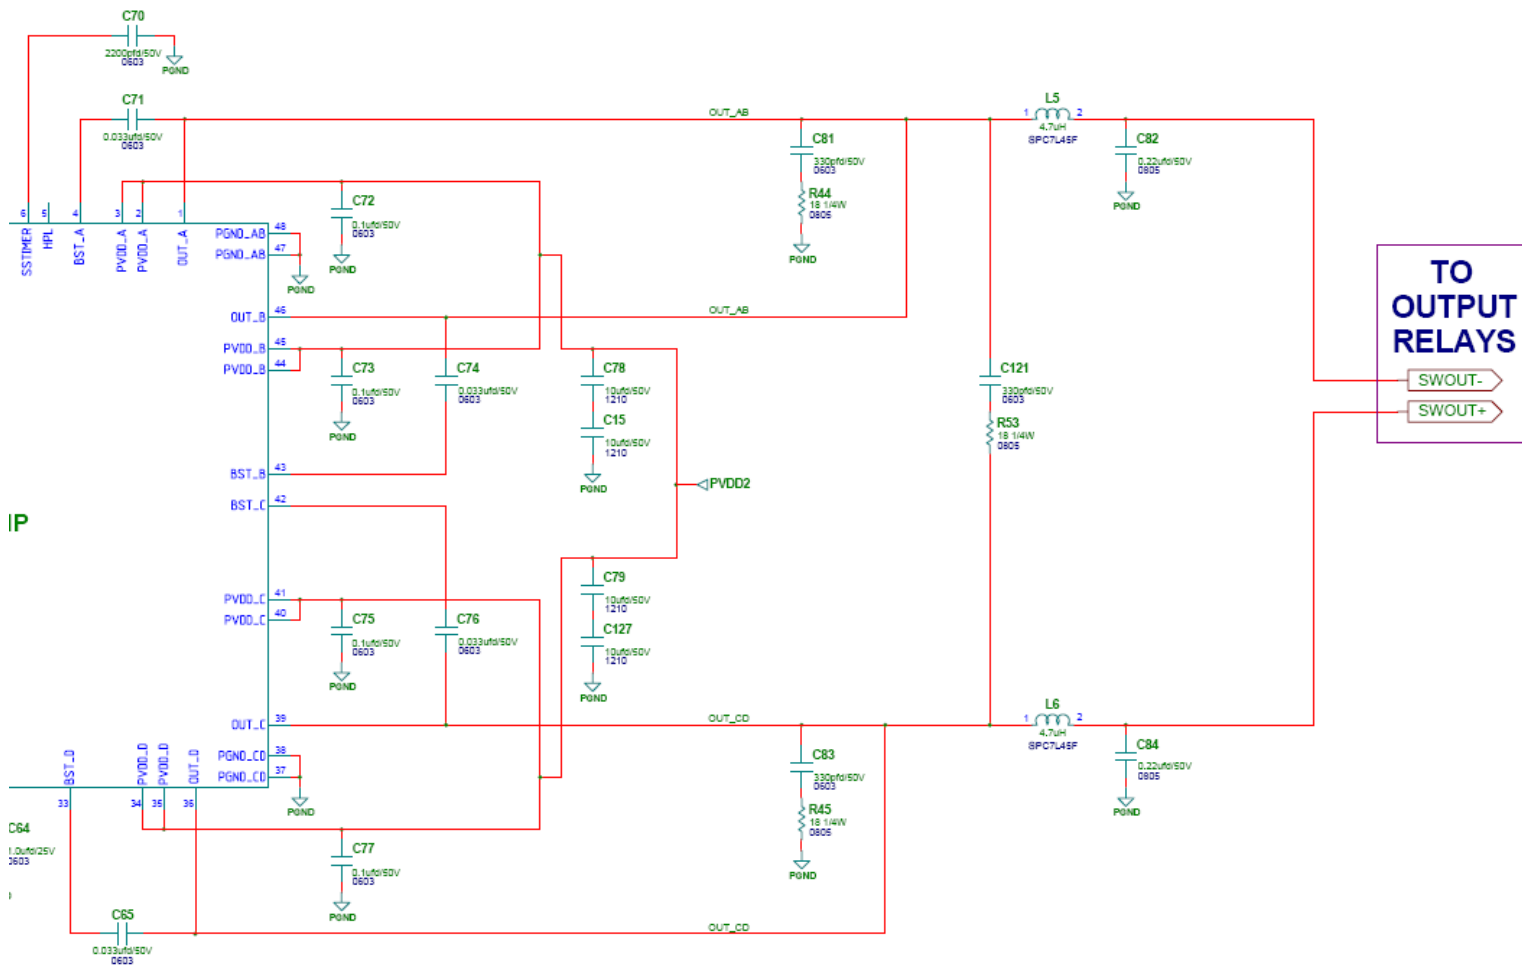 C70
2200pfd/50V
0603
PGND
C71
0.033ufd/50V
0603
OUT_AB
L5
1
2
4.7uH
SPC7L45F
C81
330pfd/50V
0603
R44
18 1/4W
0805
PGND
C82
0.22ufd/50V
0805
PGND
6
5
4
3
2
1
SSTIMER
HPL
BST_A
PVDD_A
PVDD_A
OUT_A
C72
0.1ufd/50V
0603
PGND
PGND_AB
48
PGND_AB
47
PGND
OUT_B
46
OUT_AB
PVDD_B
45
PVDD_B
44
C73
0.1ufd/50V
0603
PGND
C74
0.033ufd/50V
0603
C78
10ufd/50V
1210
C15
10ufd/50V
1210
PGND
C121
330pfd/50V
0603
R53
18 1/4W
0805
TO
OUTPUT
RELAYS
SWOUT-
SWOUT+
BST_B
43
BST_C
42
PVDD2
IP
C79
10ufd/50V
1210
C127
10ufd/50V
1210
PGND
PVDD_C
41
PVDD_C
40
C75
0.1ufd/50V
0603
PGND
C76
0.033ufd/50V
0603
OUT_C
39
OUT_CD
L6
1
2
4.7uH
SPC7L45F
PGND_CD
38
PGND_CD
37
PGND
C83
330pfd/50V
0603
R45
18 1/4W
0805
PGND
C84
0.22ufd/50V
0805
PGND
BST_D
PVDD_D
PVDD_D
OUT_D
33
34
35
36
C64
1.0ufd/25V
0603
C77
0.1ufd/50V
0603
PGND
C65
0.033ufd/50V
0603
OUT_CD